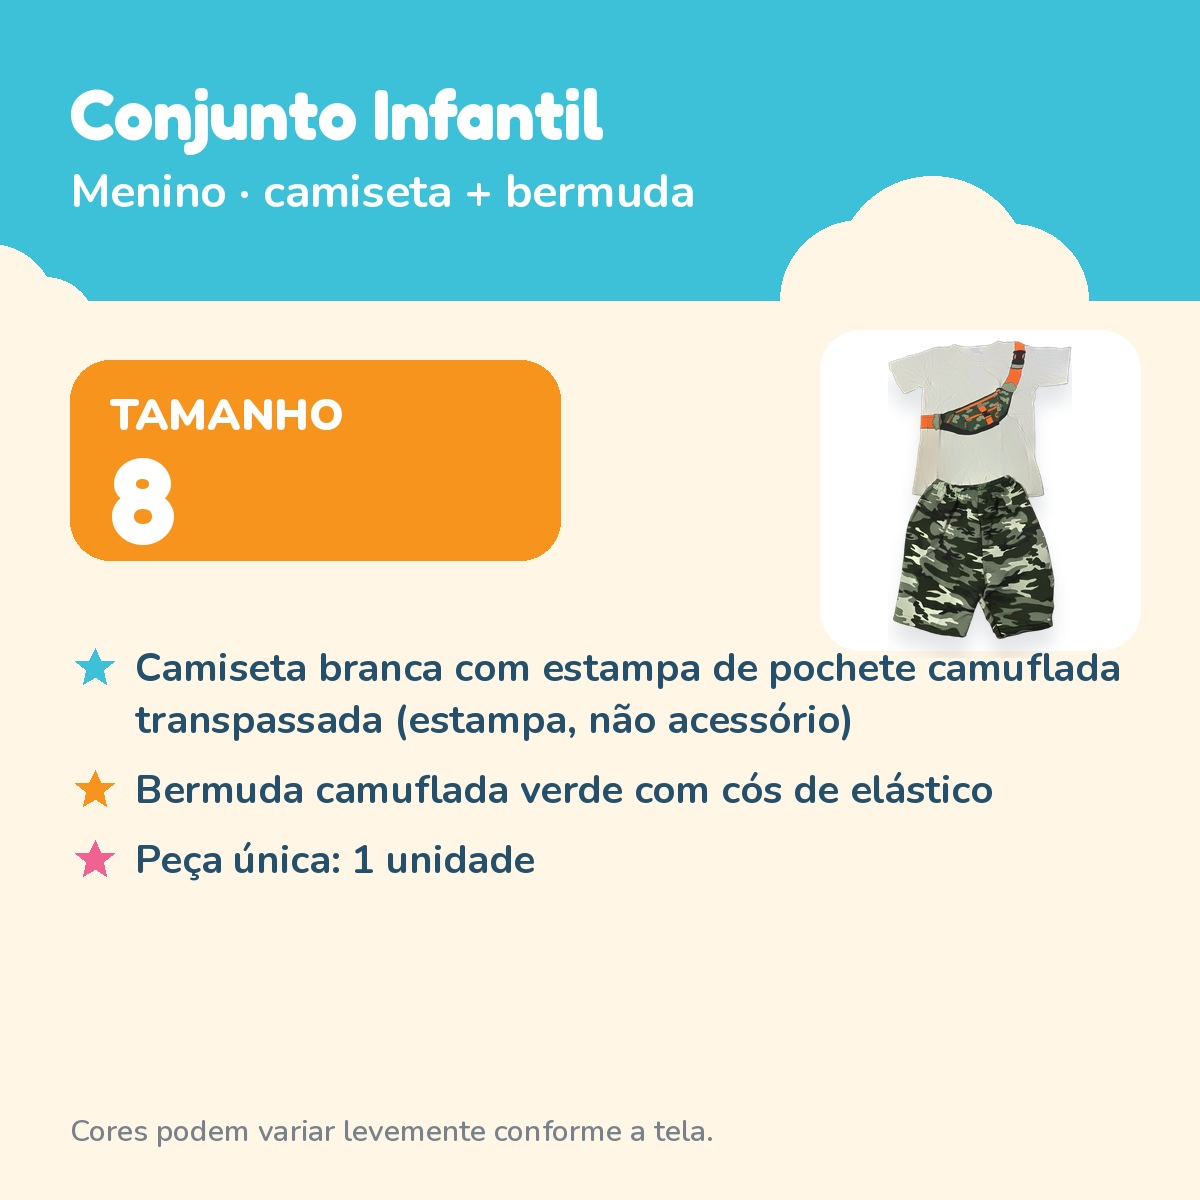 Conjunto Infantil
Menino · camiseta + bermuda
TAMANHO
8
Camiseta branca com estampa de pochete camuflada
transpassada (estampa, não acessório)
Bermuda camuflada verde com cós de elástico
Peça única: 1 unidade
Cores podem variar levemente conforme a tela.